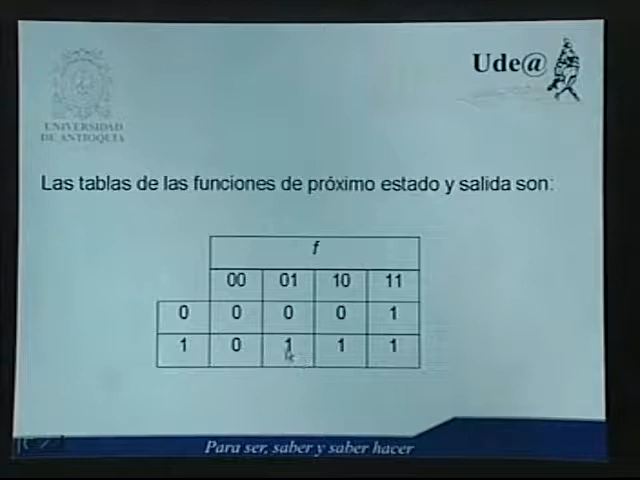 Ude@
UNIVERSIDAD
DE ANTIOQUIA
Las tablas de las funciones de próximo estado y salida son:
f
00 01 10 11
0 0 0 0 1
1 0 1 1 1
Para ser, saber y saber hacer